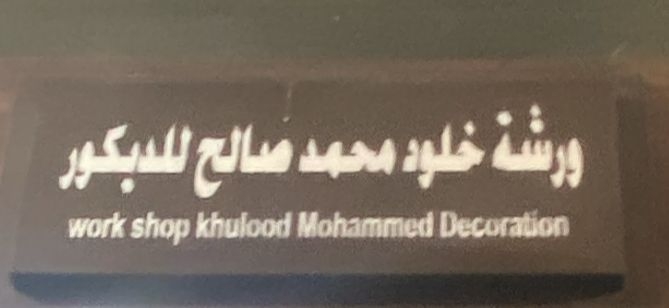 ورشة خلود محمد صالح للديكور
work shop khulood Mohammed Decoration